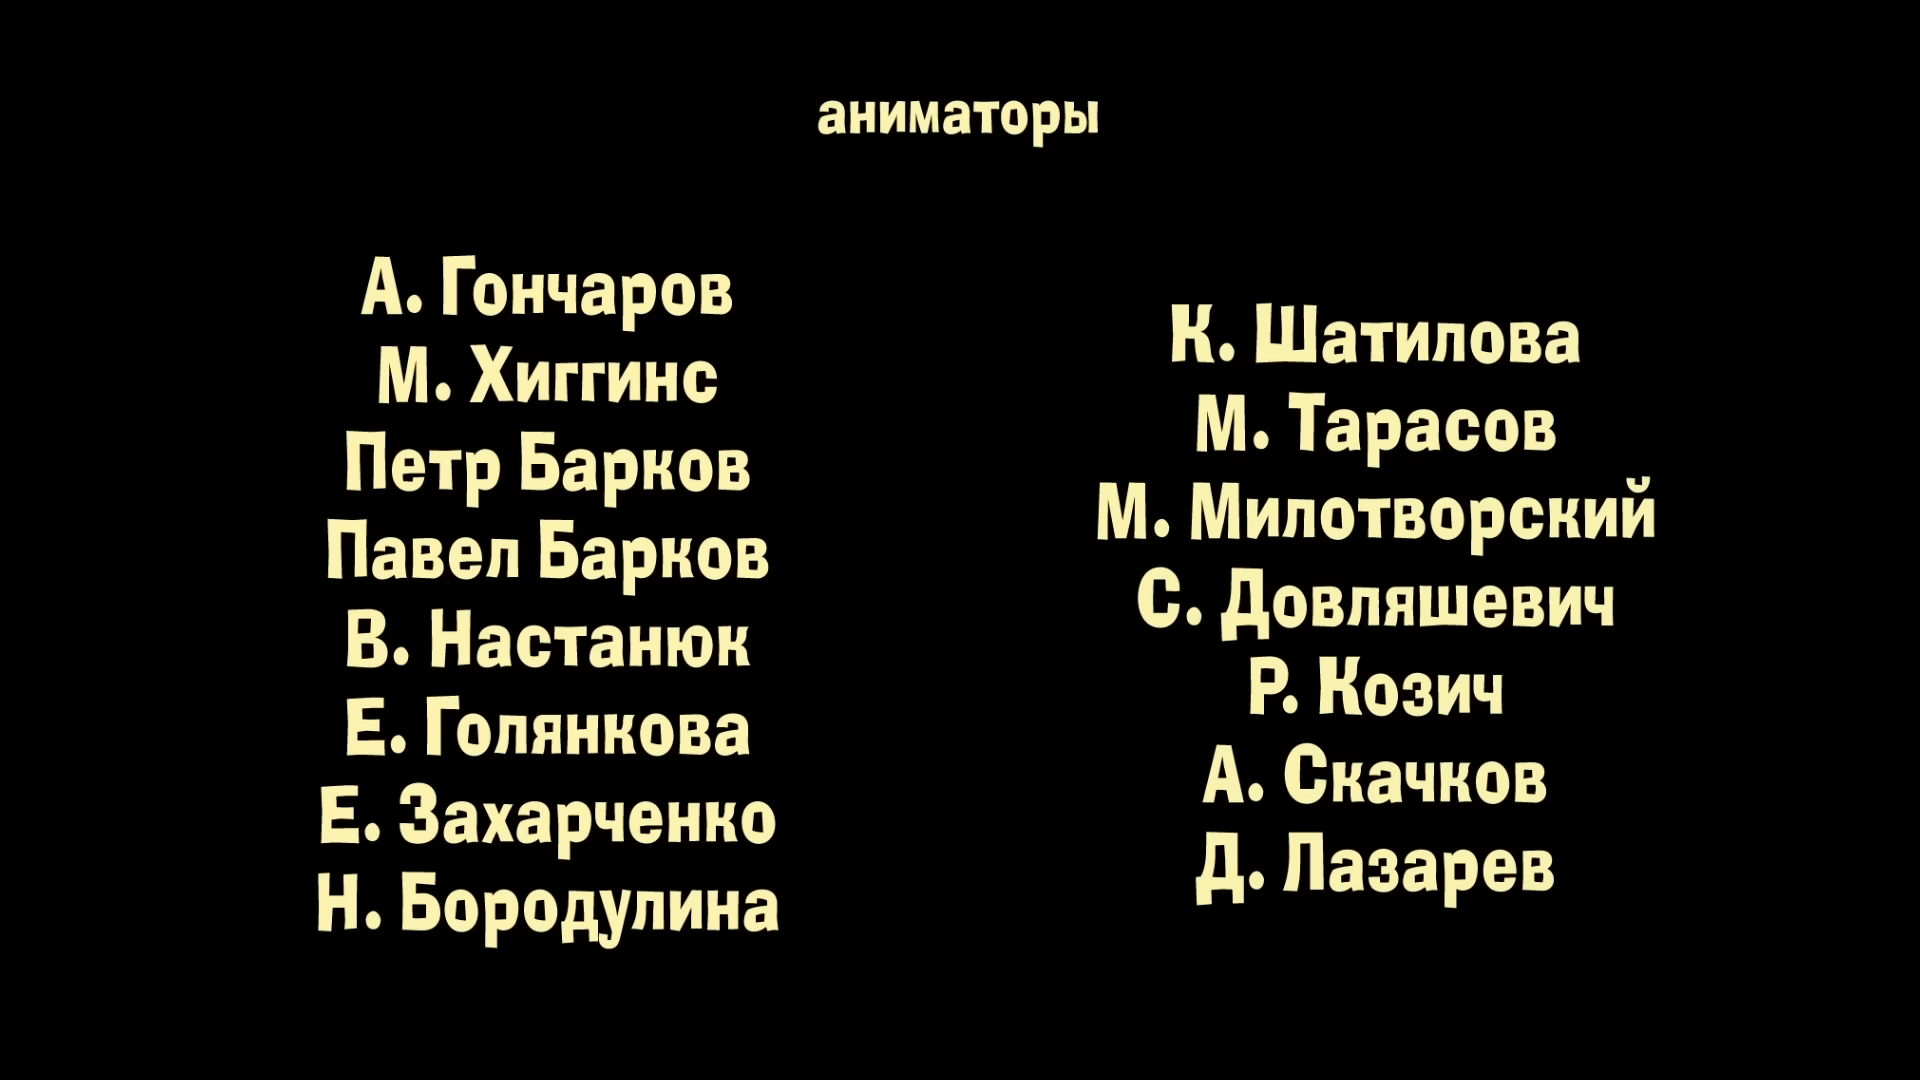 аниматоры
А. Гончаров
М. Хиггинс
Петр Барков
Павел Барков
В. Настанюк
Е. Голянкова
Е. Захарченко
Н. Бородулина
К. Шатилова
М. Тарасов
М. Милотворский
С. Довляшевич
Р. Козич
А. Скачков
Д. Лазарев